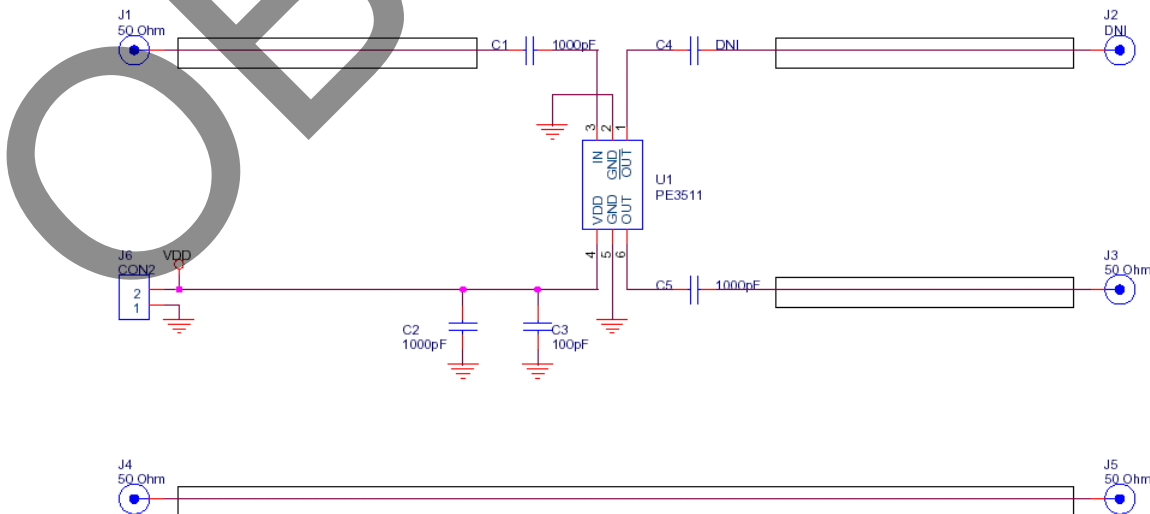 J1
50 Ohm
C1
1000pF
C4
DNI
J2
DNI
3
2
1
IN
GND
OUT
VDD
GND
OUT
U1
PE3511
4
5
6
J6
CON2
VDD
2
1
C2
1000pF
C3
100pF
C5
1000pF
J3
50 Ohm
J4
50 Ohm
J5
50 Ohm